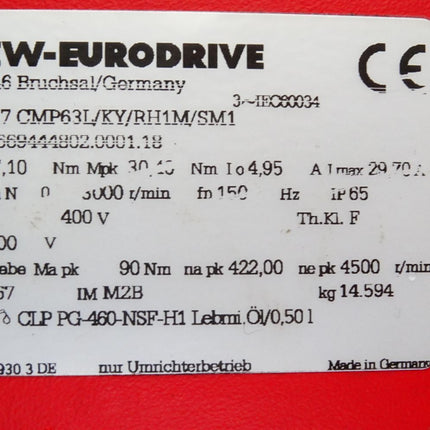 EW-EURODRIVE
6 Bruchsal/Germany
CE
3~IEC60034
7 CMP63L/KY/RH1M/SM1
669444802.0001.18
,10 Nm Mpk 30,10 Nm Io 4,95 A Imax 29,70 A
N 0 3000 r/min fn 150 Hz IP 65
400 V Th.Kl. F
00 V
abe Ma pk 90 Nm na pk 422,00 ne pk 4500 r/min
67 IM M2B kg 14.594
CLP PG-460-NSF-H1 Lebmi.Öl/0,50 l
930 3 DE nur Umrichterbetrieb Made in Germany